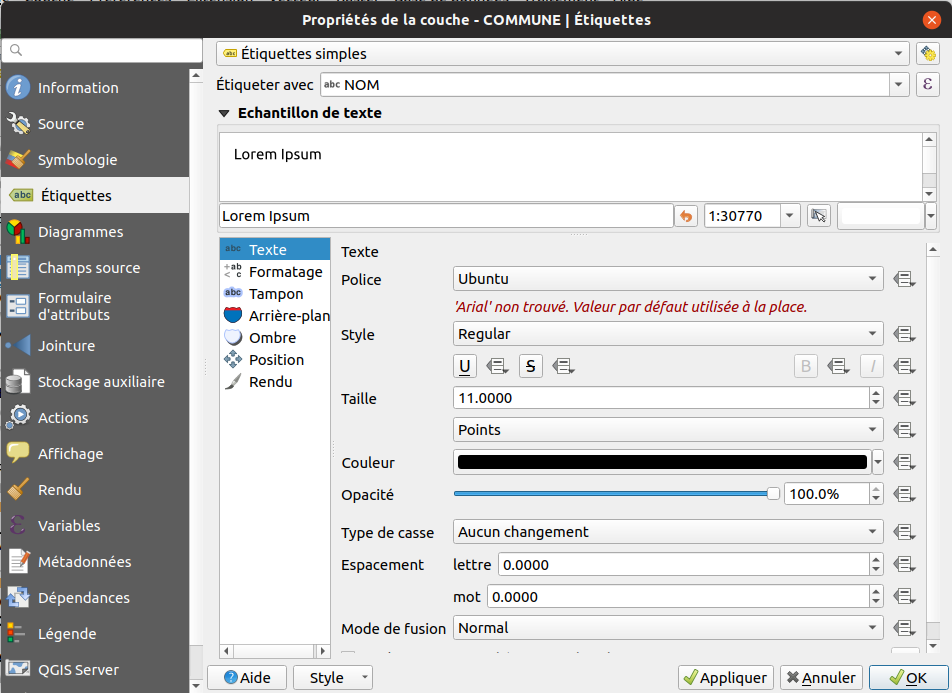 Propriétés de la couche - COMMUNE | Étiquettes
Information
Source
Symbologie
abc Étiquettes
Diagrammes
Champs source
Formulaire
d'attributs
Jointure
Stockage auxiliaire
Actions
Affichage
Rendu
Variables
Métadonnées
Dépendances
Légende
QGIS Server
abc Étiquettes simples
Étiqueter avec abc NOM ε
Echantillon de texte
Lorem Ipsum
Lorem Ipsum 1:30770
abc Texte
+ab < c Formatage
abc Tampon
Arrière-plan
Ombre
Position
Rendu
Texte
Police Ubuntu
'Arial' non trouvé. Valeur par défaut utilisée à la place.
Style Regular
U S B I
Taille 11.0000
Points
Couleur
Opacité 100.0%
Type de casse Aucun changement
Espacement lettre 0.0000
mot 0.0000
Mode de fusion Normal
Aide Style Appliquer Annuler OK